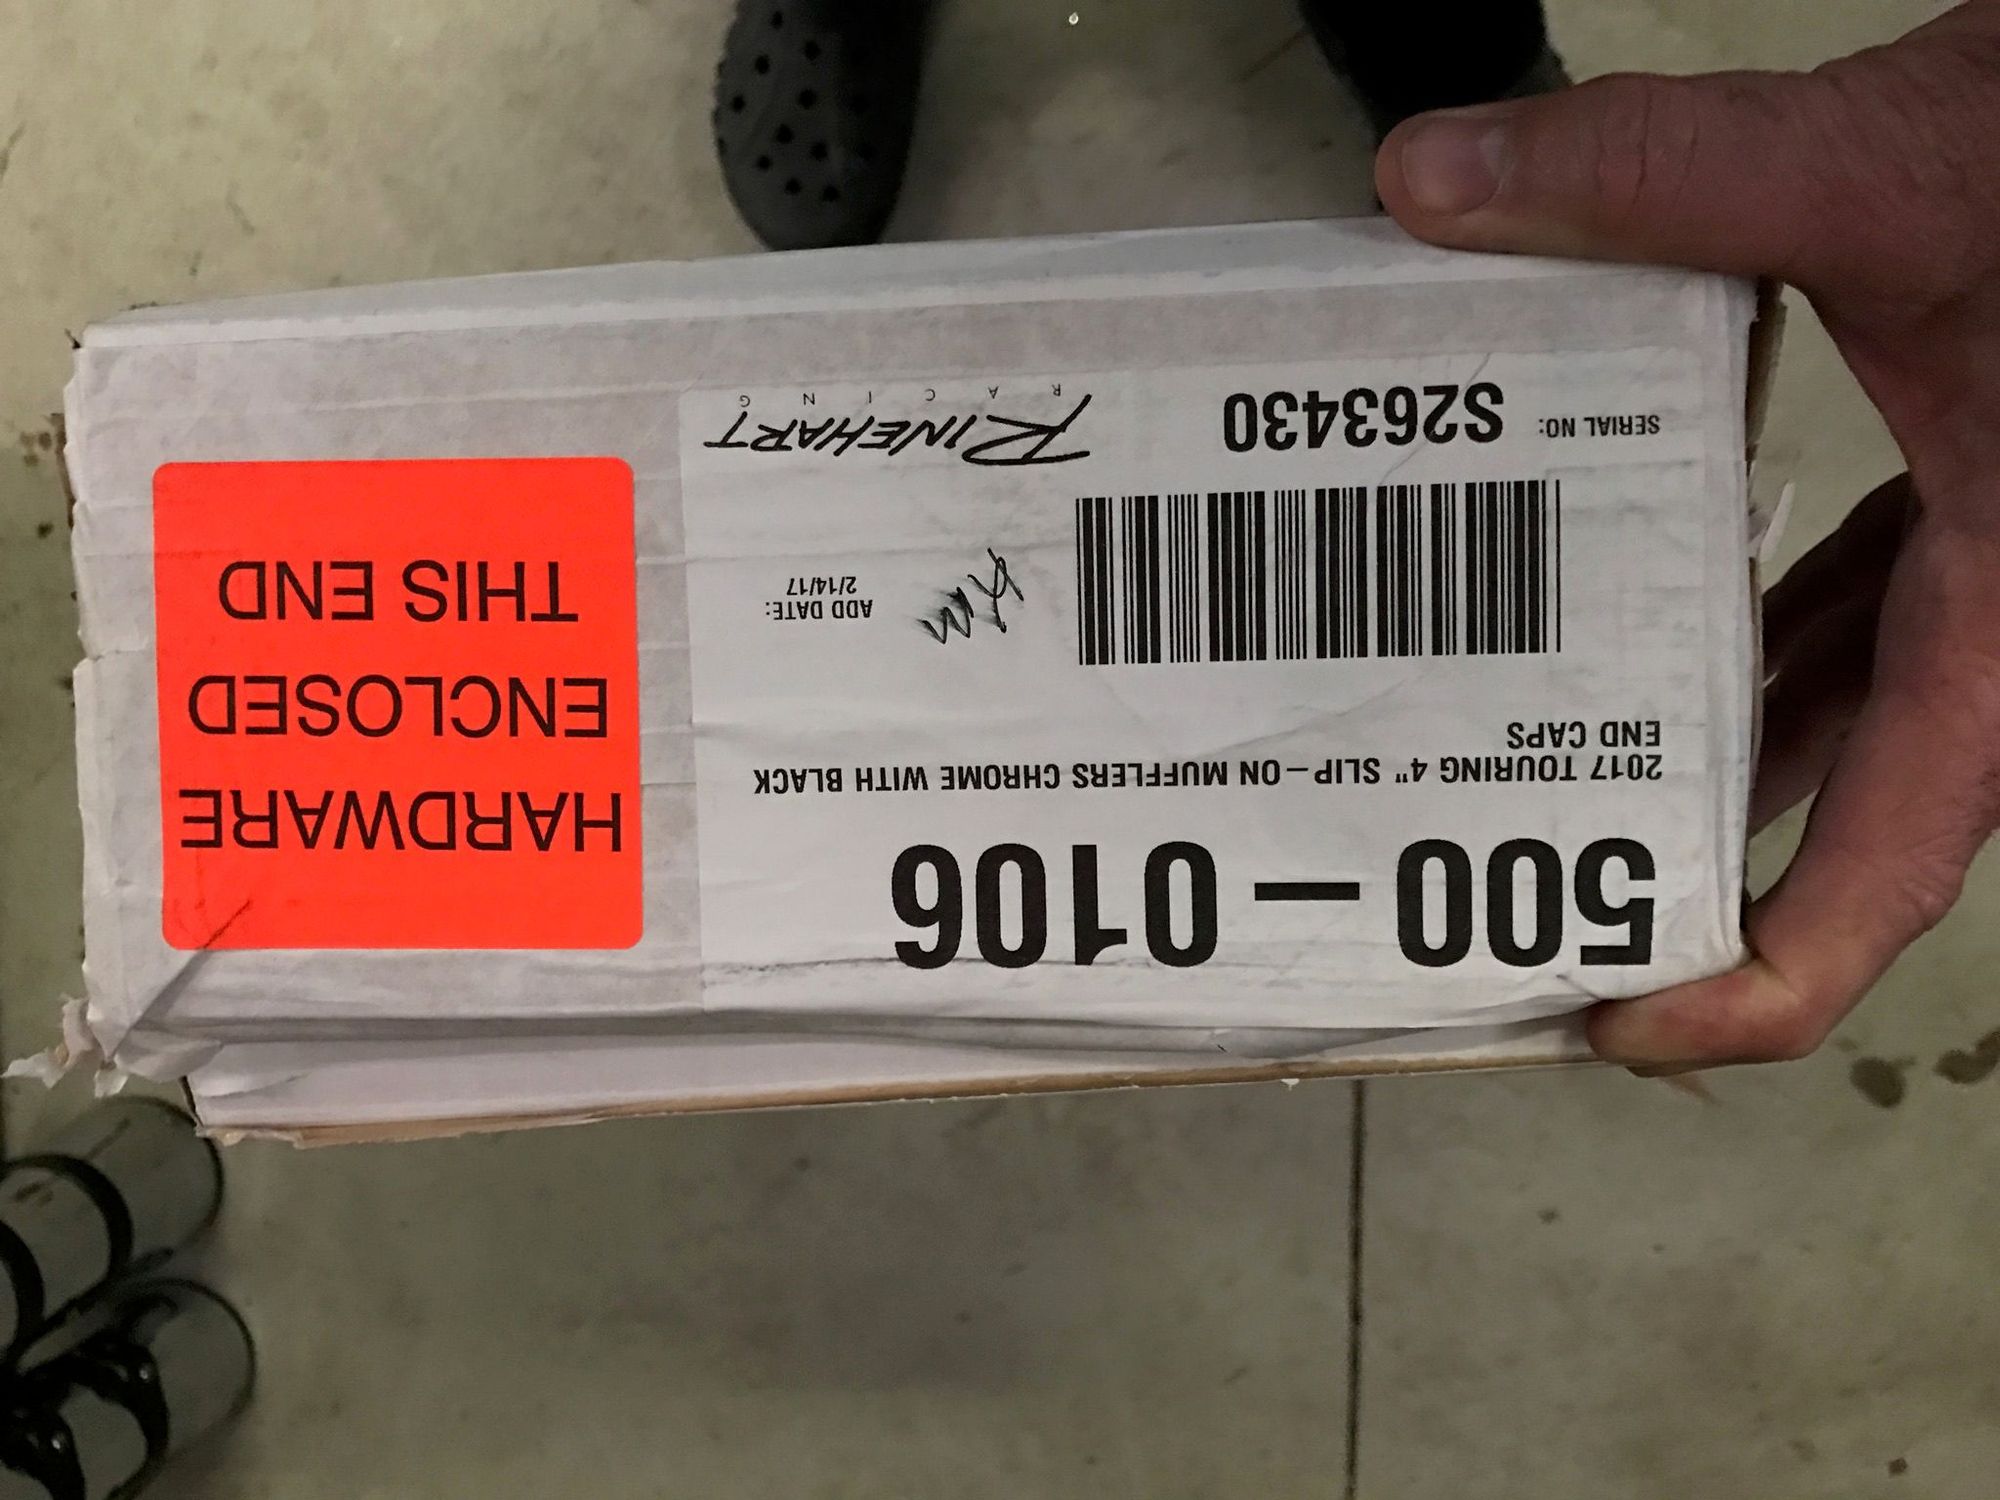 500-0106
2017 TOURING 4" SLIP-ON MUFFLERS CHROME WITH BLACK
END CAPS
ADD DATE:
2/14/17
SERIAL NO: S263430
RINEHART
RACING
HARDWARE
ENCLOSED
THIS END